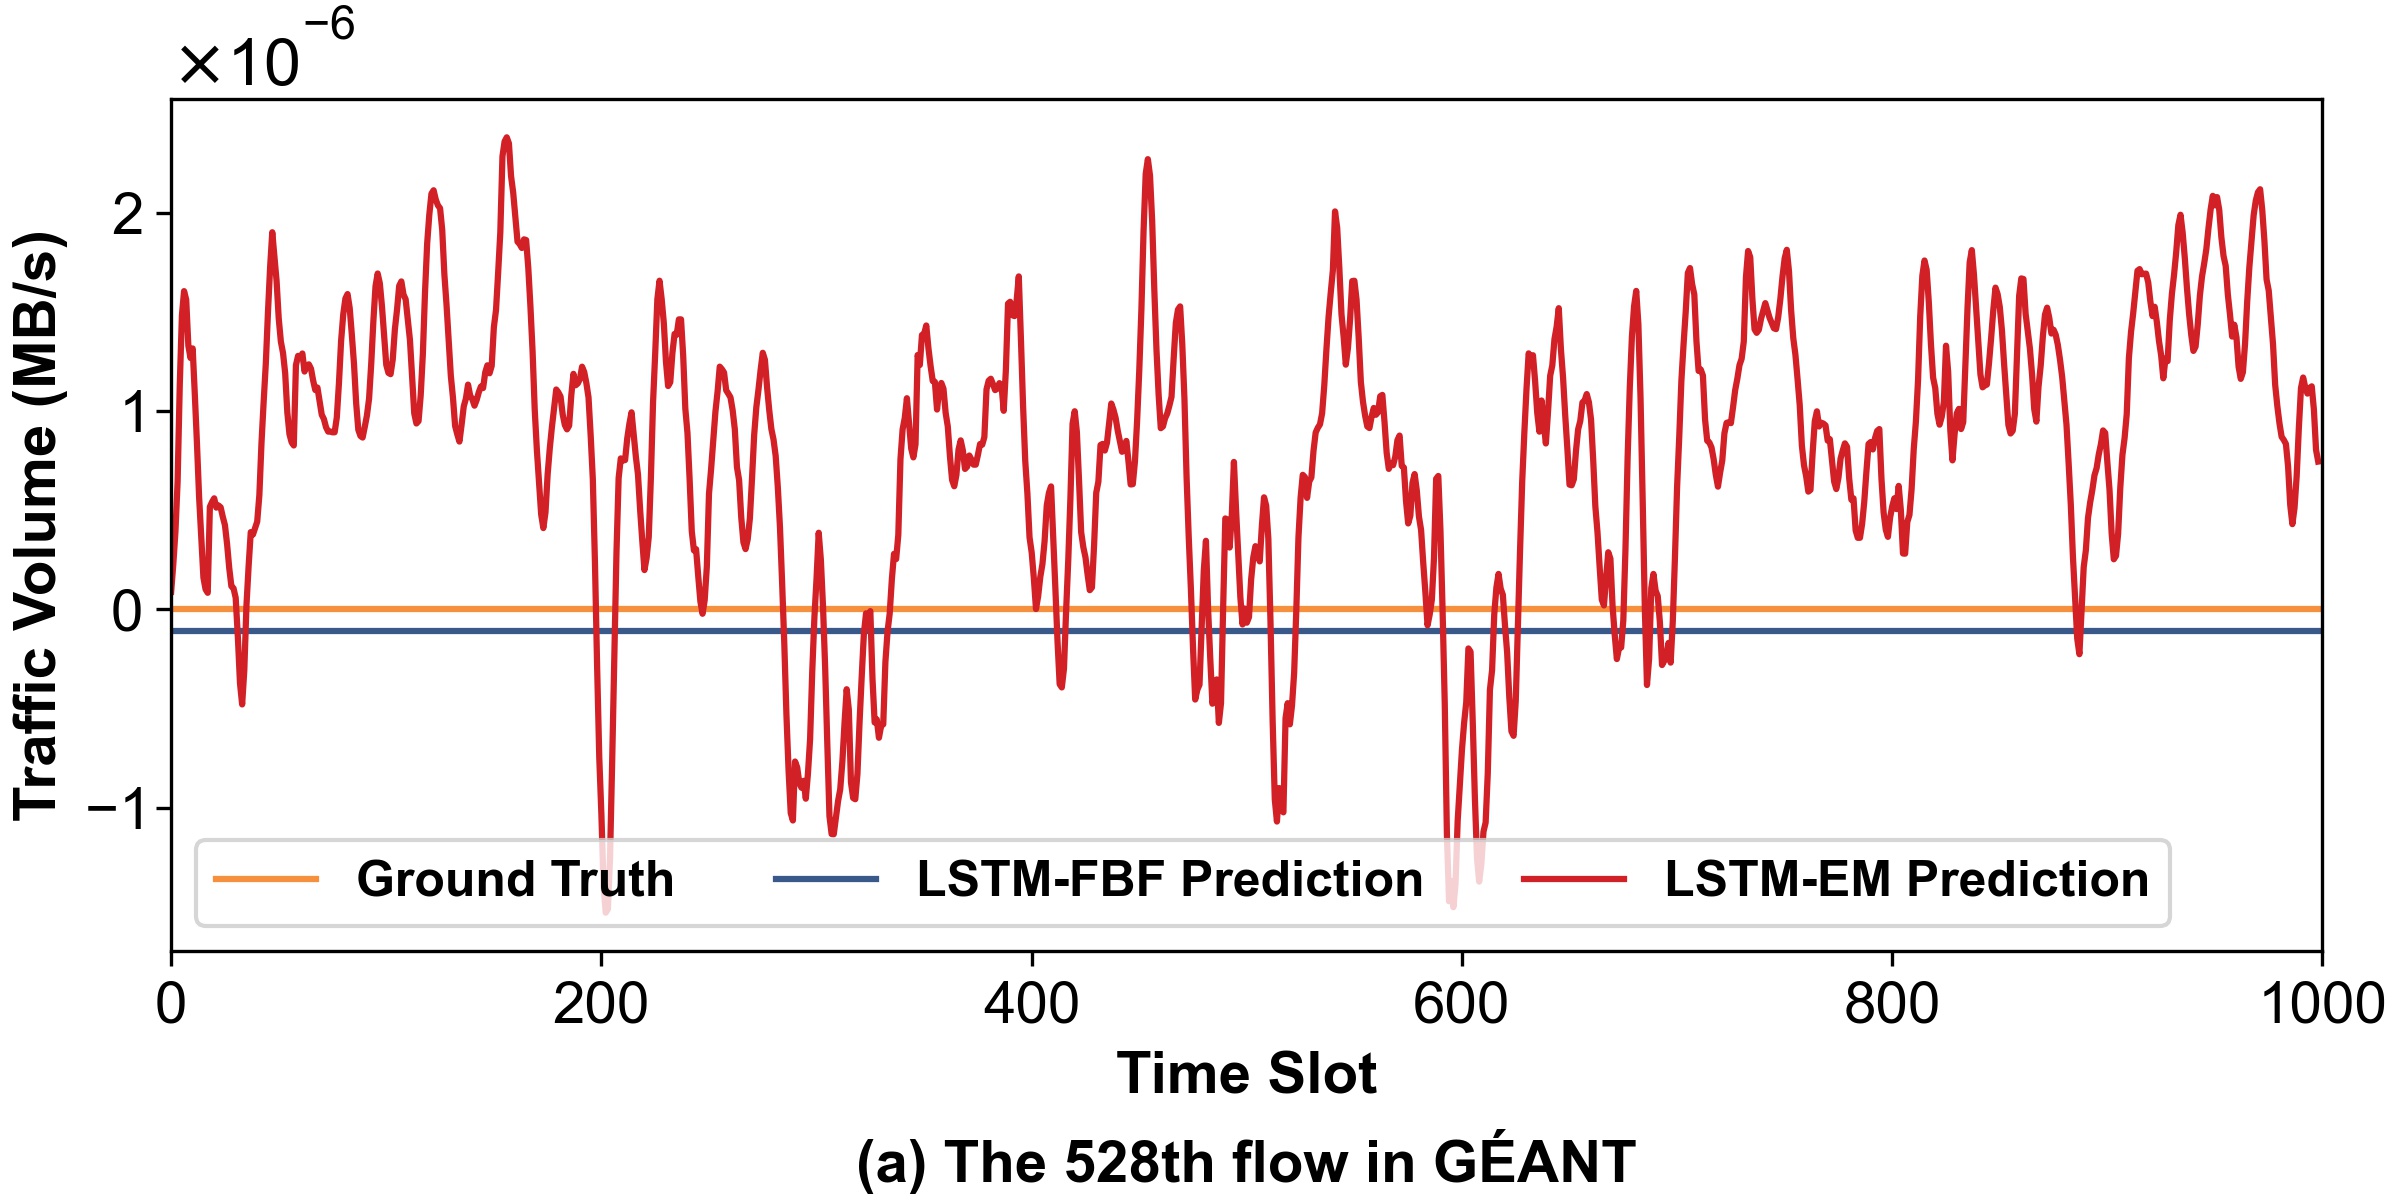 ×10⁻⁶
Traffic Volume (MB/s)
2
1
0
−1
Ground Truth LSTM-FBF Prediction LSTM-EM Prediction
0 200 400 600 800 1000
Time Slot
(a) The 528th flow in GÉANT